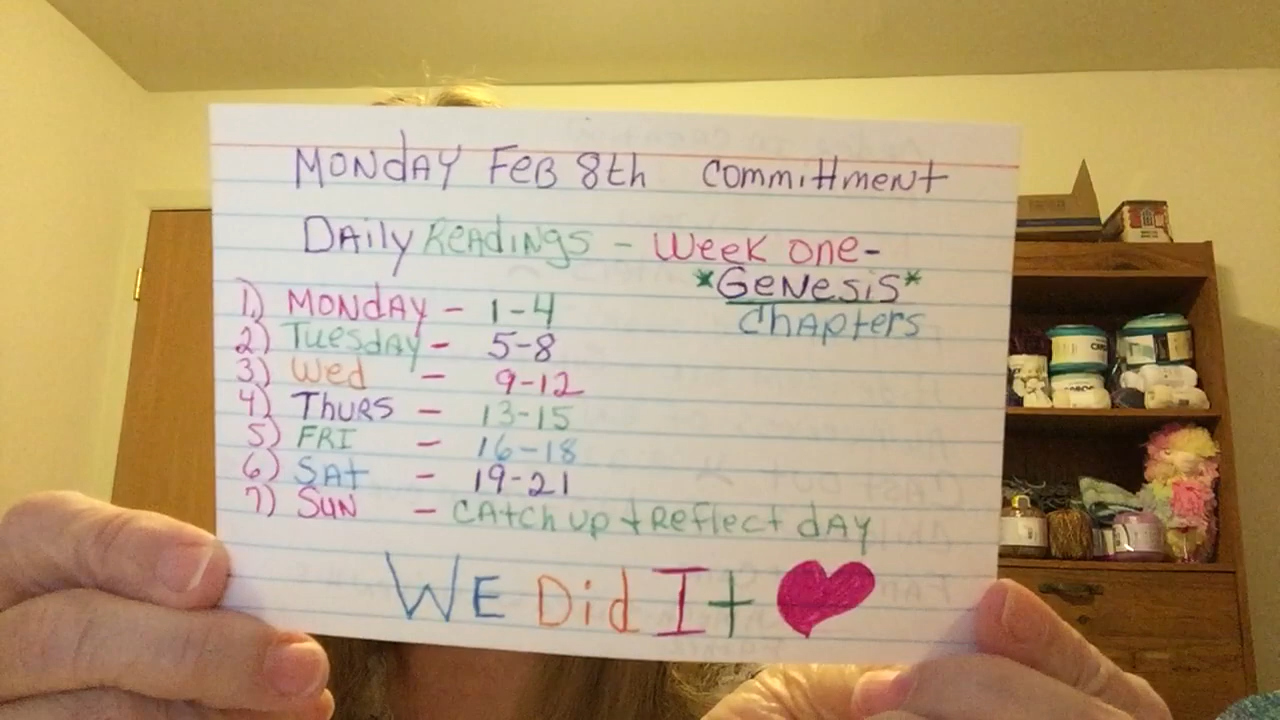 Monday Feb 8th Committment
Daily Readings - Week one-
*Genesis*
Chapters
1) Monday - 1-4
2) Tuesday - 5-8
3) Wed - 9-12
4) Thurs - 13-15
5) Fri - 16-18
6) Sat - 19-21
7) Sun - Catch up + Reflect day
We Did It